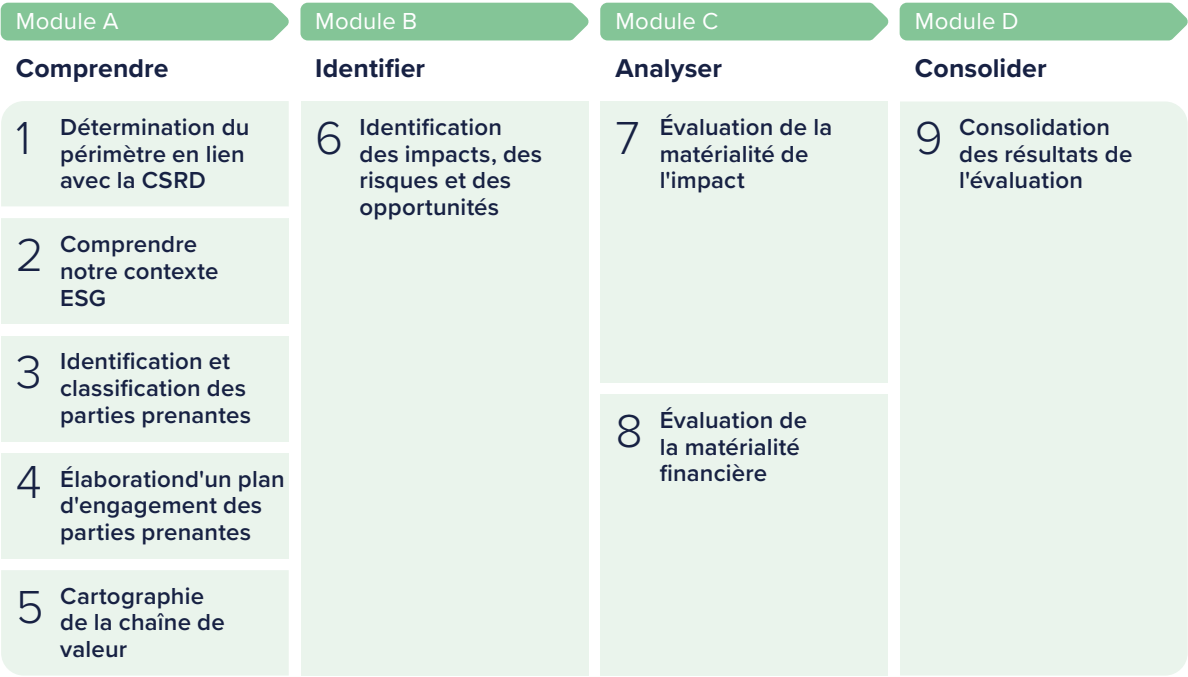 Module A
Comprendre
1 Détermination du
périmètre en lien
avec la CSRD
2 Comprendre
notre contexte
ESG
3 Identification et
classification des
parties prenantes
4 Élaborationd'un plan
d'engagement des
parties prenantes
5 Cartographie
de la chaîne de
valeur
Module B
Identifier
6 Identification
des impacts, des
risques et des
opportunités
Module C
Analyser
7 Évaluation de la
matérialité de
l'impact
8 Évaluation de
la matérialité
financière
Module D
Consolider
9 Consolidation
des résultats de
l'évaluation